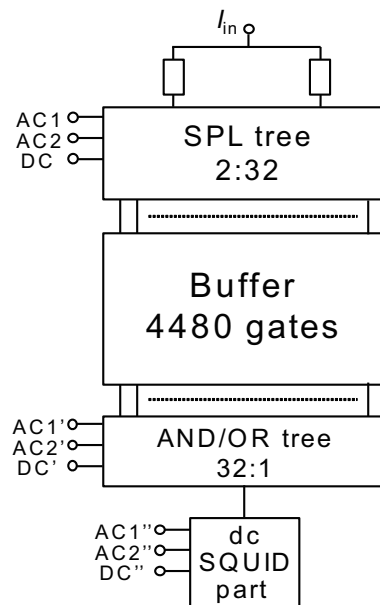 Iin
AC1
AC2
DC
SPL tree
2:32
Buffer
4480 gates
AC1'
AC2'
DC'
AND/OR tree
32:1
AC1''
AC2''
DC''
dc
SQUID
part